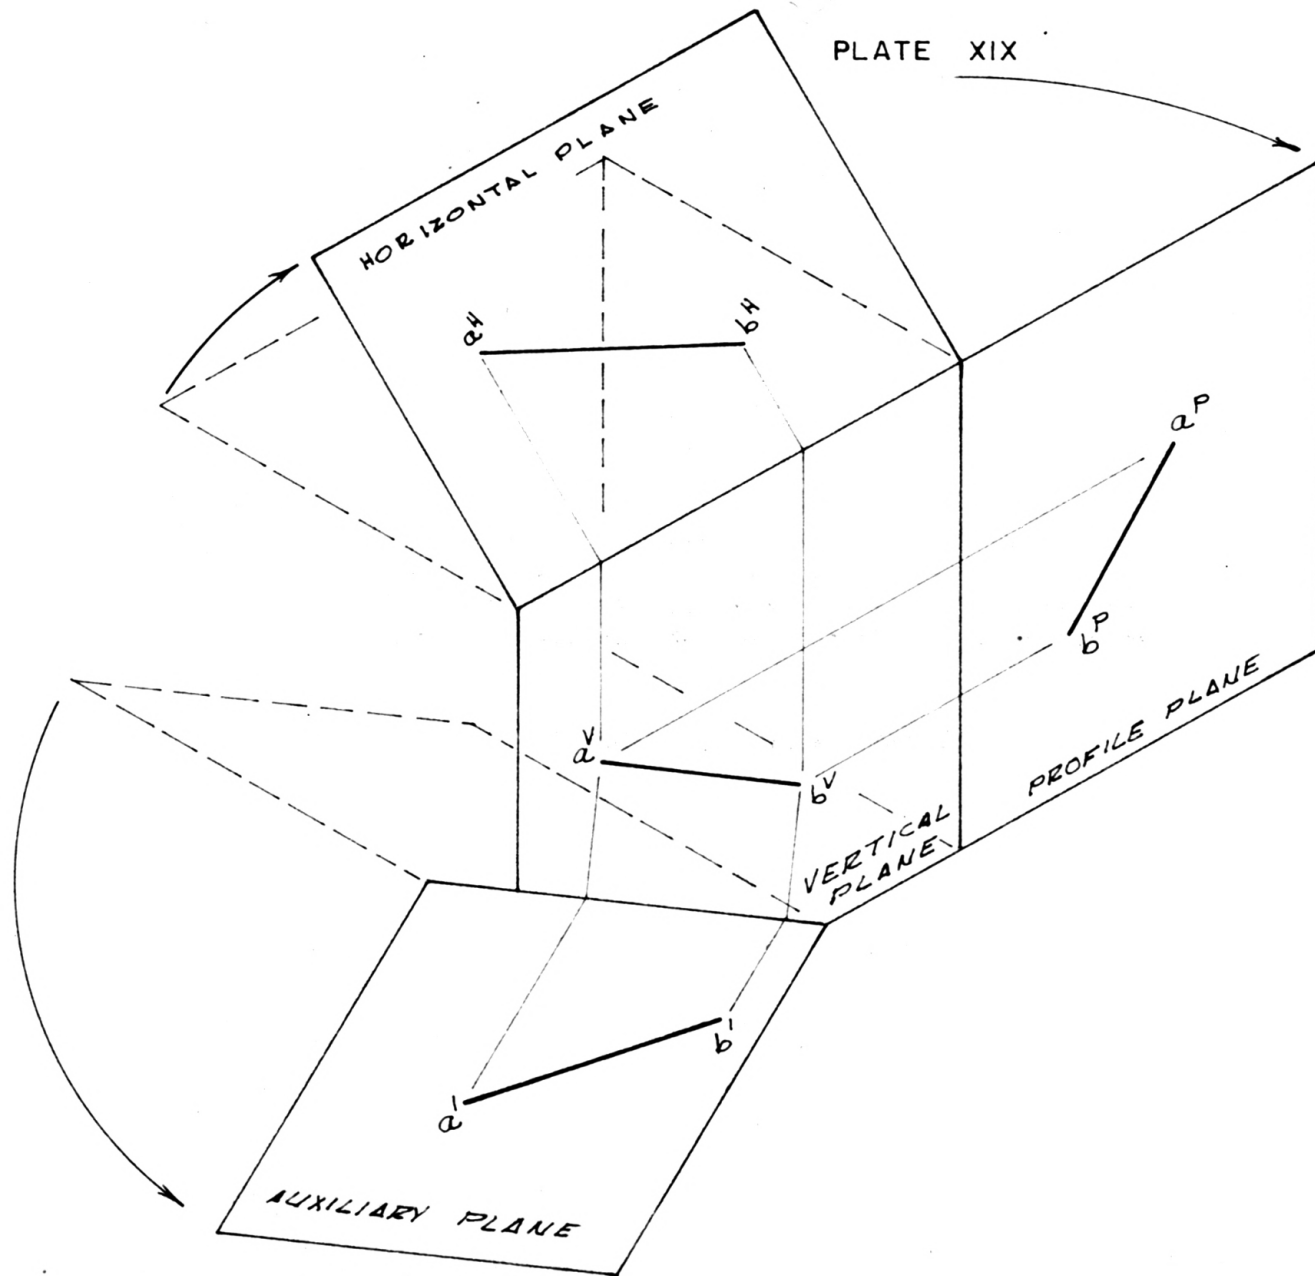 PLATE XIX
HORIZONTAL PLANE
aᴴ
bᴴ
aᴾ
bᴾ
PROFILE PLANE
aⱽ
bⱽ
VERTICAL
PLANE
b¹
a¹
AUXILIARY PLANE